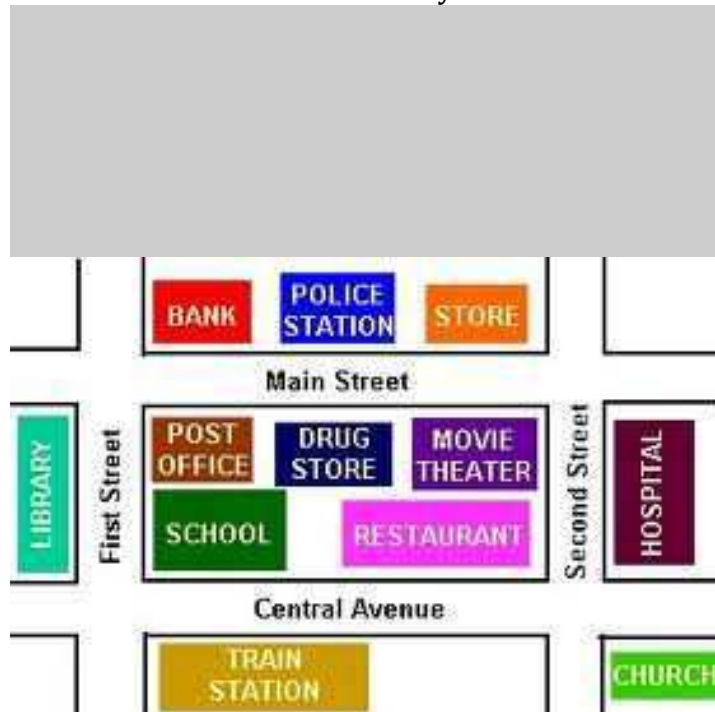 BANK
POLICE
STATION
STORE
Main Street
POST
OFFICE
DRUG
STORE
MOVIE
THEATER
LIBRARY
First Street
Second Street
HOSPITAL
SCHOOL
RESTAURANT
Central Avenue
TRAIN
STATION
CHURCH